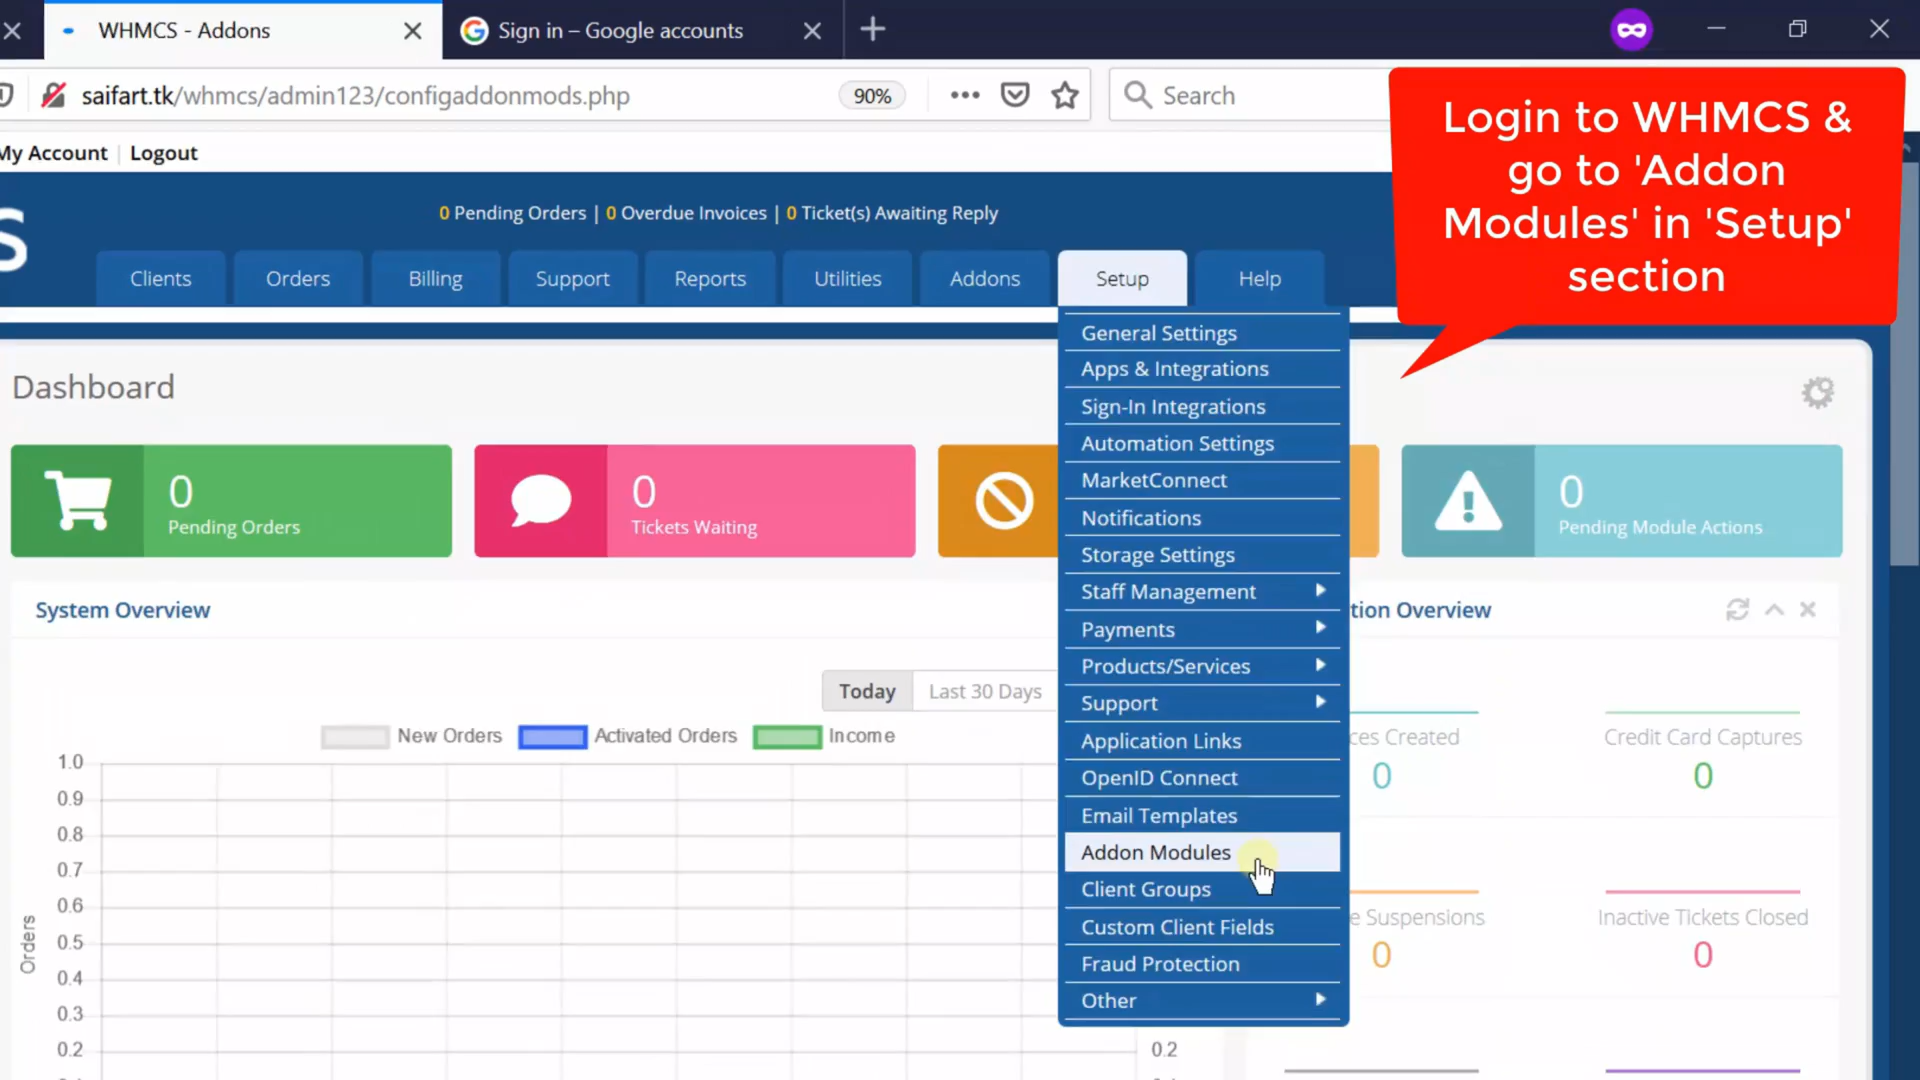 WHMCS - Addons
Sign in – Google accounts
saifart.tk/whmcs/admin123/configaddonmods.php
90%
Search
Login to WHMCS &
go to 'Addon
Modules' in 'Setup'
section
My Account | Logout
S
0 Pending Orders | 0 Overdue Invoices | 0 Ticket(s) Awaiting Reply
Clients
Orders
Billing
Support
Reports
Utilities
Addons
Setup
Help
General Settings
Apps & Integrations
Sign-In Integrations
Automation Settings
MarketConnect
Notifications
Storage Settings
Staff Management
Payments
Products/Services
Support
Application Links
OpenID Connect
Email Templates
Addon Modules
Client Groups
Custom Client Fields
Fraud Protection
Other
Dashboard
0
Pending Orders
0
Tickets Waiting
0
Pending Module Actions
System Overview
tion Overview
Today
Last 30 Days
New Orders
Activated Orders
Income
1.0
0.9
0.8
0.7
0.6
0.5
0.4
0.3
0.2
Orders
0.2
ces Created
0
Credit Card Captures
0
e Suspensions
0
Inactive Tickets Closed
0